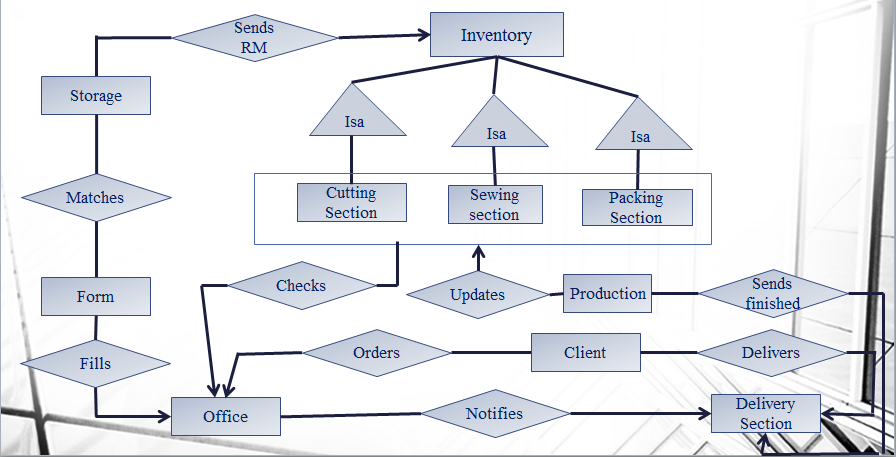 Sends
RM
Inventory
Storage
Isa
Isa
Isa
Matches
Cutting
Section
Sewing
section
Packing
Section
Form
Checks
Updates
Production
Sends
finished
Fills
Orders
Client
Delivers
Office
Notifies
Delivery
Section